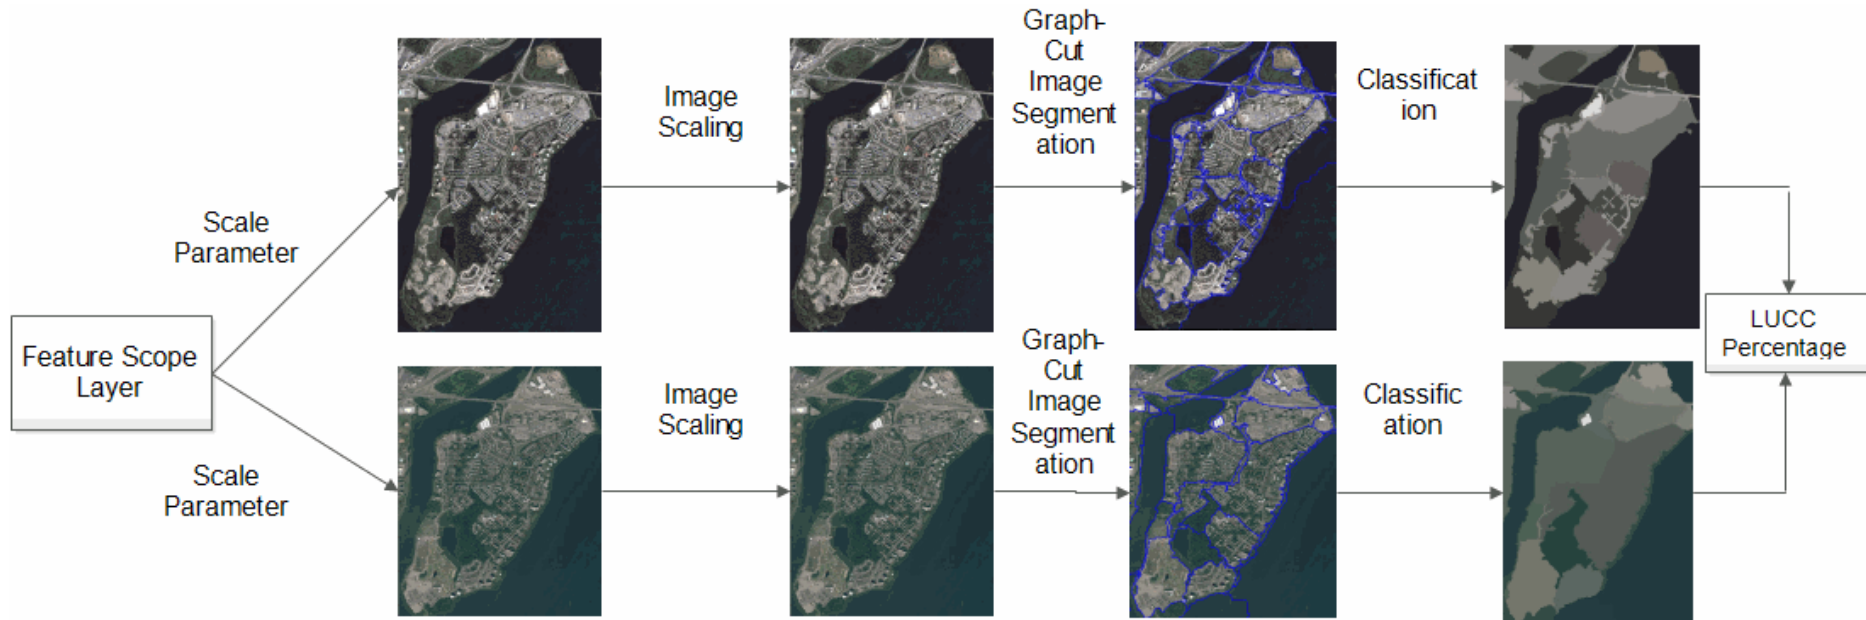 Graph-
Cut
Image
Segment
ation
Image
Scaling
Classificat
ion
Scale
Parameter
Feature Scope
Layer
LUCC
Percentage
Graph-
Cut
Image
Segment
ation
Image
Scaling
Classific
ation
Scale
Parameter